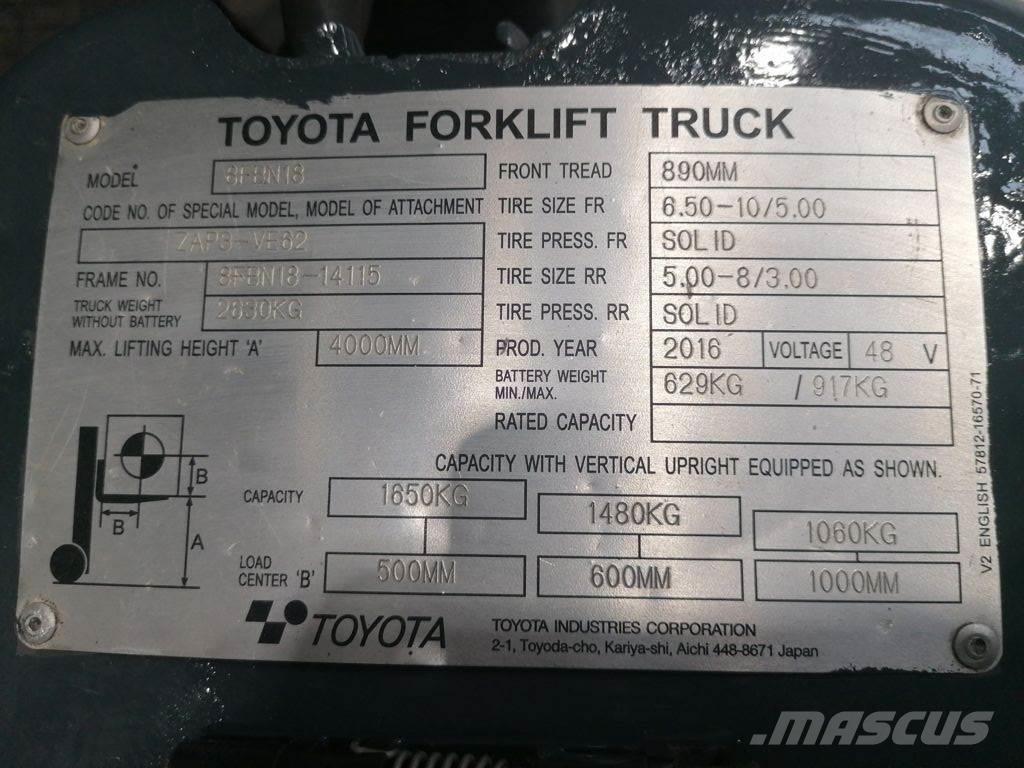 TOYOTA FORKLIFT TRUCK
MODEL 8FBN18 FRONT TREAD 890MM
CODE NO. OF SPECIAL MODEL, MODEL OF ATTACHMENT TIRE SIZE FR 6.50-10/5.00
TIRE PRESS. FR SOLID
FRAME NO. 8FBN18-14115 TIRE SIZE RR 5.00-8/3.00
TRUCK WEIGHT
WITHOUT BATTERY TIRE PRESS. RR SOLID
MAX. LIFTING HEIGHT 'A' 4000MM PROD. YEAR 2016 VOLTAGE 48 V
BATTERY WEIGHT
MIN./MAX. 629KG / 917KG
RATED CAPACITY
CAPACITY WITH VERTICAL UPRIGHT EQUIPPED AS SHOWN.
B
B
A
CAPACITY 1650KG 1480KG 1060KG
LOAD
CENTER 'B' 500MM 600MM 1000MM
TOYOTA
TOYOTA INDUSTRIES CORPORATION
2-1, Toyoda-cho, Kariya-shi, Aichi 448-8671 Japan
V2 ENGLISH 57812-16570-71
MASCUS